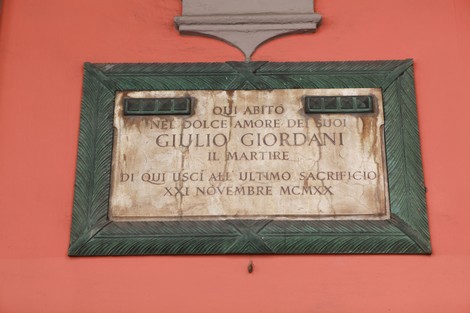 QUI ABITÒ
NEL DOLCE AMORE DEI SUOI
GIULIO GIORDANI
IL MARTIRE
DI QUI USCÌ ALL'ULTIMO SACRIFICIO
XXI NOVEMBRE MCMXX